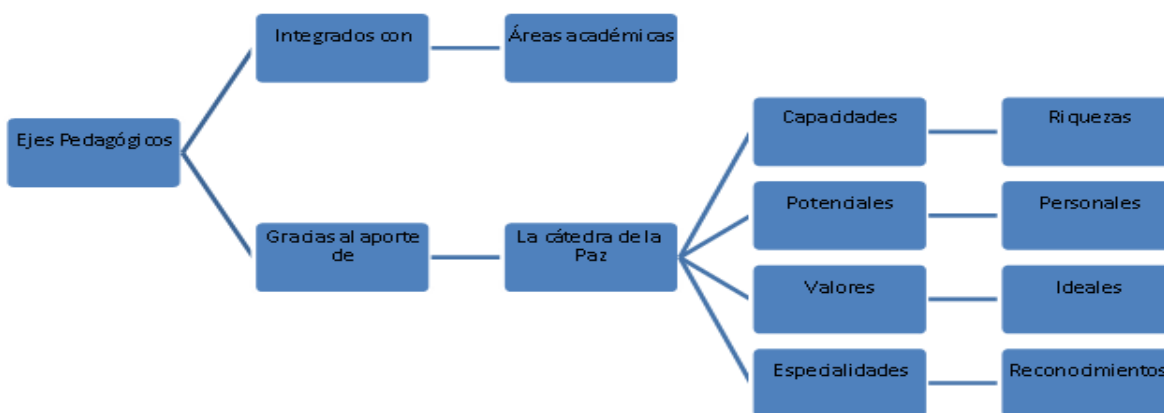 Integrados con
Áreas académicas
Ejes Pedagógicos
Gracias al aporte
de
La cátedra de la
Paz
Capacidades
Riquezas
Potenciales
Personales
Valores
Ideales
Especialidades
Reconocimientos